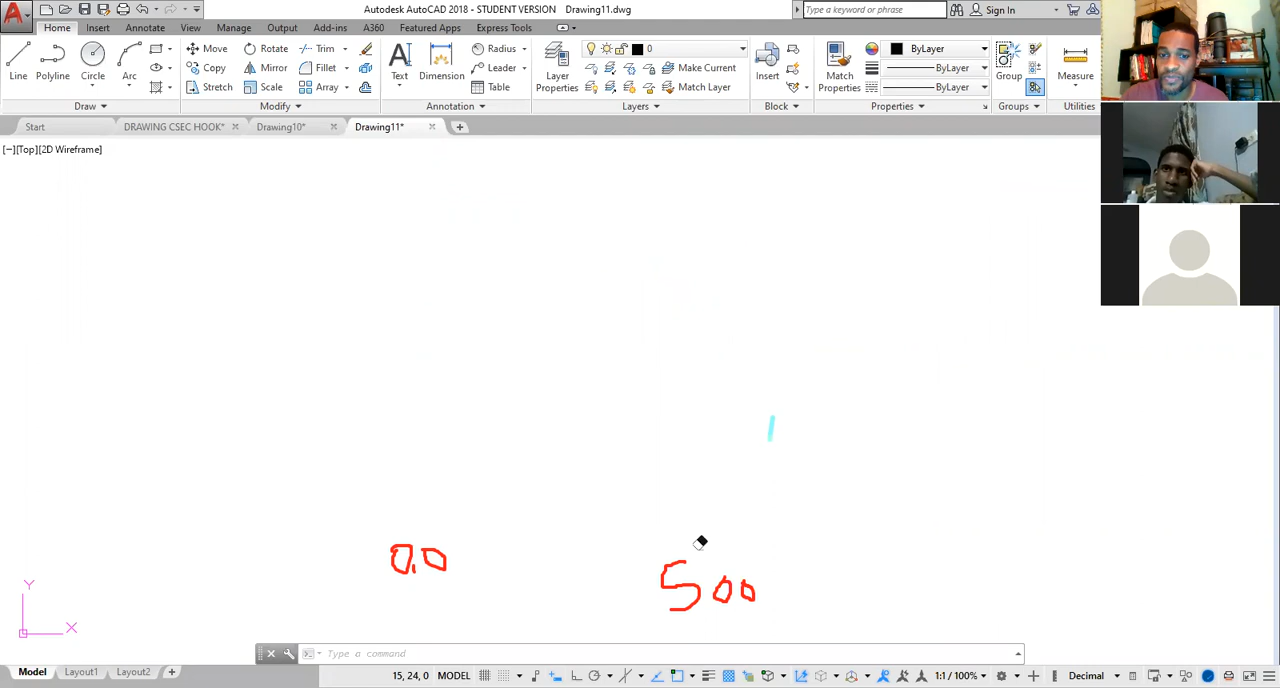 Autodesk AutoCAD 2018 - STUDENT VERSION Drawing11.dwg
Type a keyword or phrase
Sign In
Home Insert Annotate View Manage Output Add-ins A360 Featured Apps Express Tools
Move Rotate Trim Radius 0 ByLayer
Line Polyline Circle Arc Copy Mirror Fillet Text Dimension Leader Layer Properties Make Current Insert Match Properties ByLayer Group Measure
Stretch Scale Array Table Match Layer ByLayer
Draw Modify Annotation Layers Block Properties Groups Utilities
Start DRAWING CSEC HOOK* Drawing10* Drawing11*
[−][Top][2D Wireframe]
0,0
500
Y
X
Type a command
Model Layout1 Layout2 15, 24, 0 MODEL 1:1 / 100% Decimal